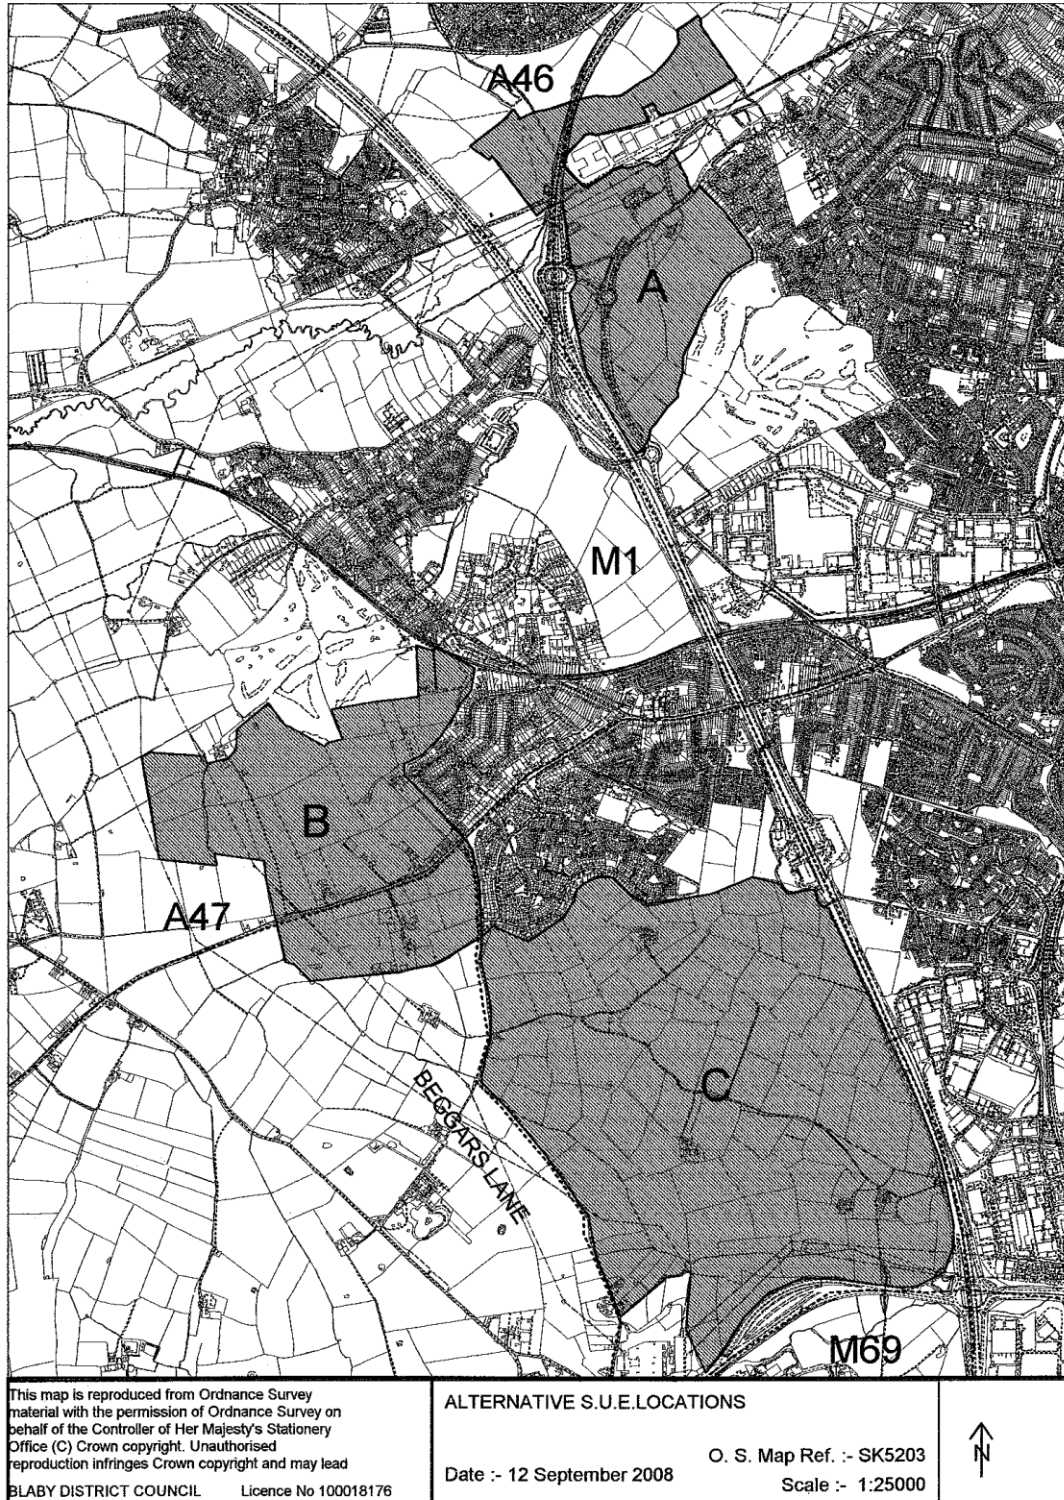 A46
A
M1
B
A47
C
BEGGARS LANE
M69
This map is reproduced from Ordnance Survey
material with the permission of Ordnance Survey on
behalf of the Controller of Her Majesty's Stationery
Office (C) Crown copyright. Unauthorised
reproduction infringes Crown copyright and may lead
BLABY DISTRICT COUNCIL Licence No 100018176
ALTERNATIVE S.U.E.LOCATIONS
O. S. Map Ref. :- SK5203
Date :- 12 September 2008
Scale :- 1:25000
N